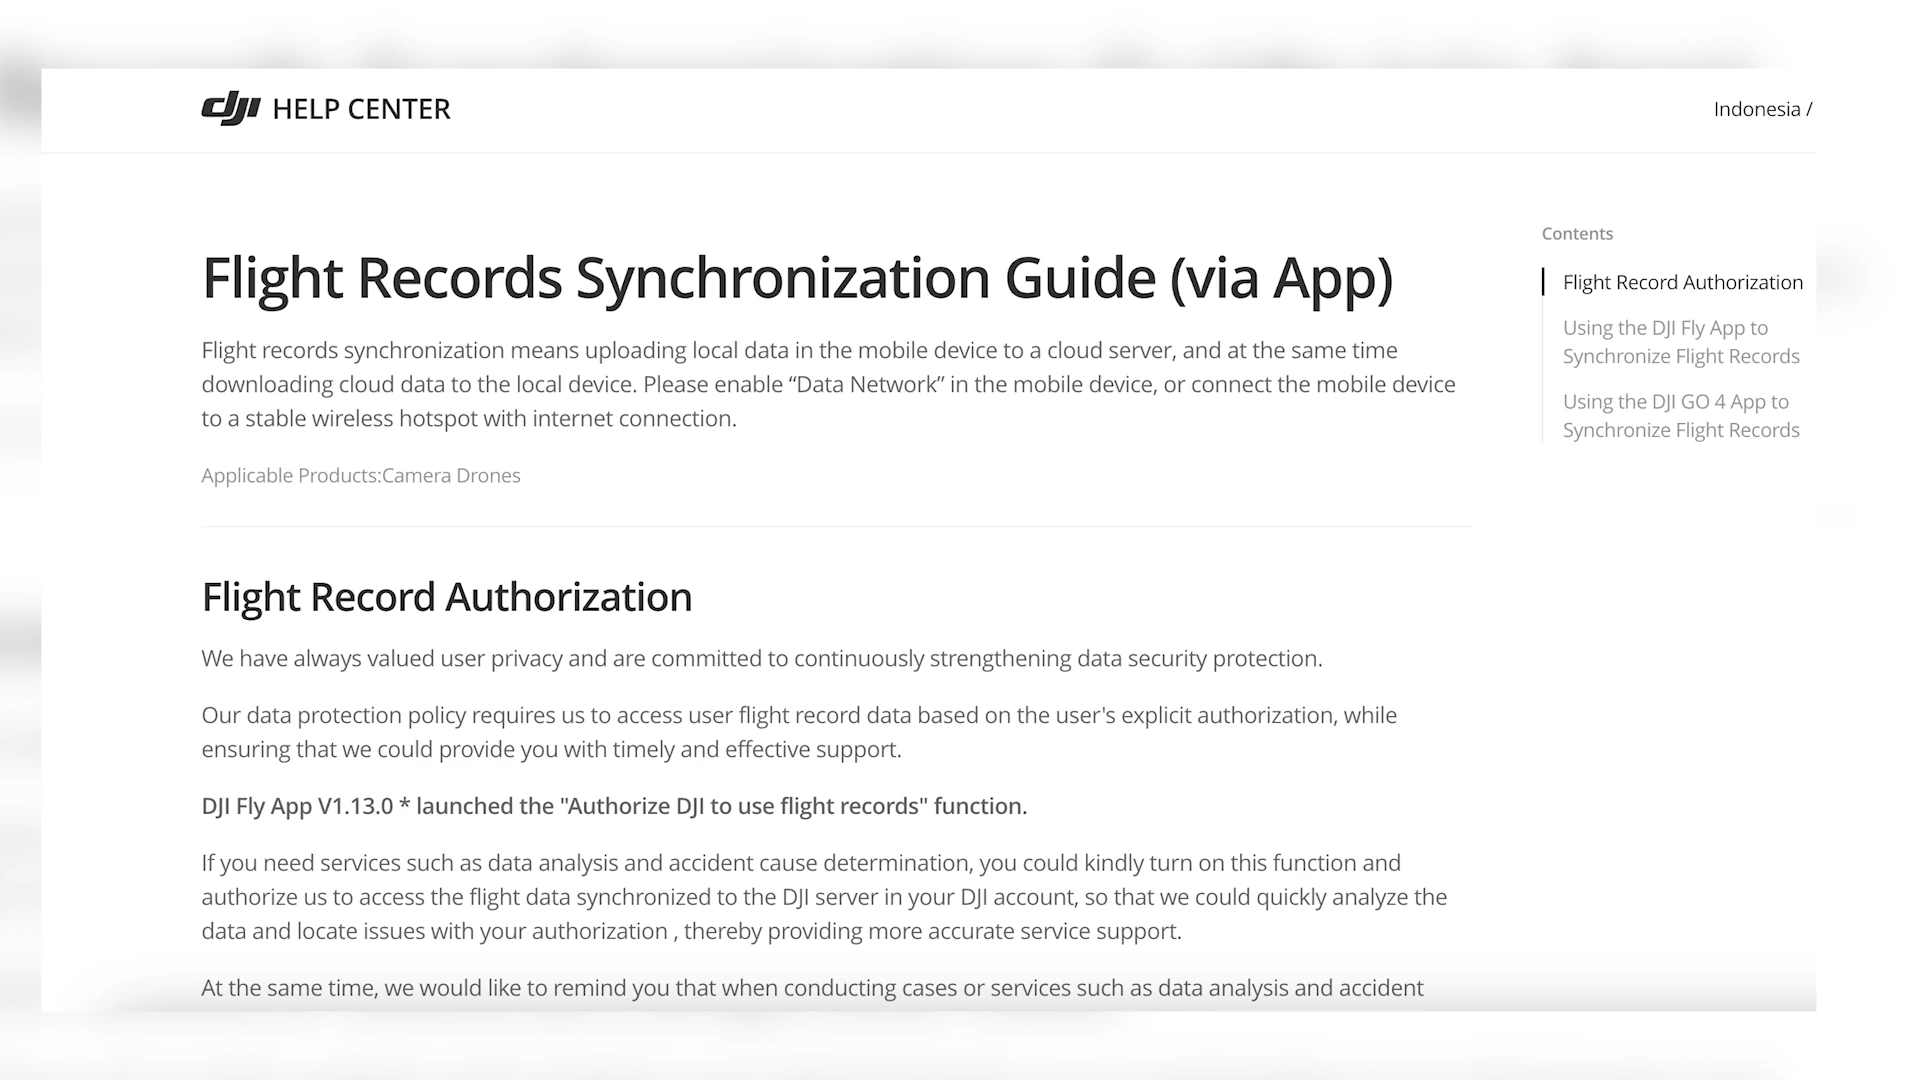 dji HELP CENTER
Indonesia /
Flight Records Synchronization Guide (via App)
Flight records synchronization means uploading local data in the mobile device to a cloud server, and at the same time
downloading cloud data to the local device. Please enable “Data Network” in the mobile device, or connect the mobile device
to a stable wireless hotspot with internet connection.
Applicable Products:Camera Drones
Flight Record Authorization
We have always valued user privacy and are committed to continuously strengthening data security protection.
Our data protection policy requires us to access user flight record data based on the user's explicit authorization, while
ensuring that we could provide you with timely and effective support.
DJI Fly App V1.13.0 * launched the "Authorize DJI to use flight records" function.
If you need services such as data analysis and accident cause determination, you could kindly turn on this function and
authorize us to access the flight data synchronized to the DJI server in your DJI account, so that we could quickly analyze the
data and locate issues with your authorization , thereby providing more accurate service support.
At the same time, we would like to remind you that when conducting cases or services such as data analysis and accident
Contents
Flight Record Authorization
Using the DJI Fly App to
Synchronize Flight Records
Using the DJI GO 4 App to
Synchronize Flight Records